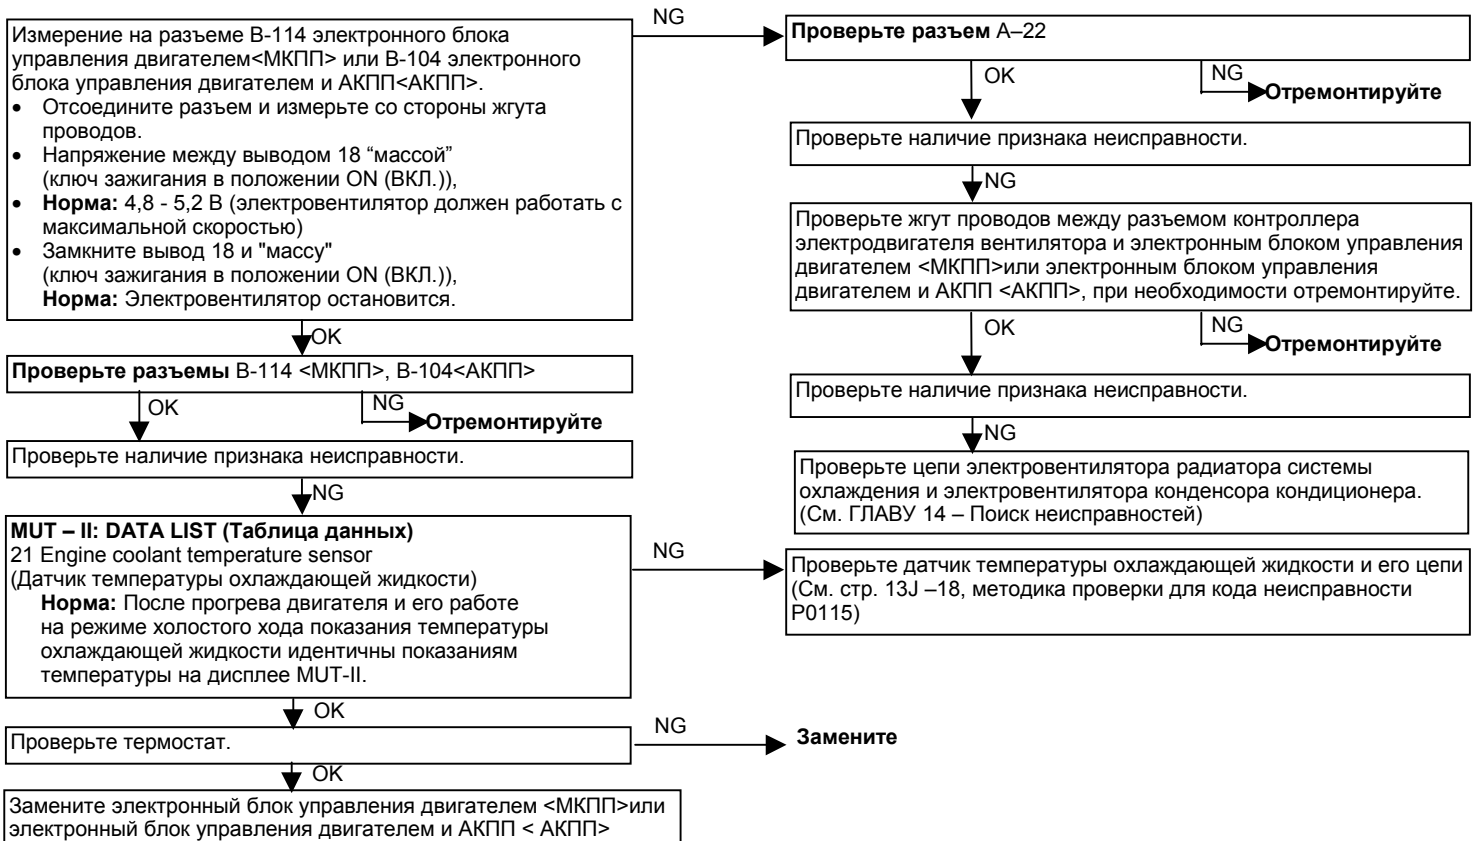 Измерение на разъеме B-114 электронного блока
управления двигателем<МКПП> или B-104 электронного
блока управления двигателем и АКПП<АКПП>.
• Отсоедините разъем и измерьте со стороны жгута
проводов.
• Напряжение между выводом 18 “массой”
(ключ зажигания в положении ON (ВКЛ.)),
• Норма: 4,8 - 5,2 В (электровентилятор должен работать с
максимальной скоростью)
• Замкните вывод 18 и "массу"
(ключ зажигания в положении ON (ВКЛ.)),
Норма: Электровентилятор остановится.
NG
Проверьте разъем А–22
OK
NG
Отремонтируйте
Проверьте наличие признака неисправности.
NG
Проверьте жгут проводов между разъемом контроллера
электродвигателя вентилятора и электронным блоком управления
двигателем <МКПП>или электронным блоком управления
двигателем и АКПП <АКПП>, при необходимости отремонтируйте.
OK
NG
Отремонтируйте
Проверьте наличие признака неисправности.
NG
Проверьте цепи электровентилятора радиатора системы
охлаждения и электровентилятора конденсора кондиционера.
(См. ГЛАВУ 14 – Поиск неисправностей)
OK
Проверьте разъемы B-114 <МКПП>, B-104<АКПП>
OK
NG
Отремонтируйте
Проверьте наличие признака неисправности.
NG
MUT – II: DATA LIST (Таблица данных)
21 Engine coolant temperature sensor
(Датчик температуры охлаждающей жидкости)
Норма: После прогрева двигателя и его работе
на режиме холостого хода показания температуры
охлаждающей жидкости идентичны показаниям
температуры на дисплее MUT-II.
NG
Проверьте датчик температуры охлаждающей жидкости и его цепи
(См. стр. 13J –18, методика проверки для кода неисправности
P0115)
OK
Проверьте термостат.
NG
Замените
OK
Замените электронный блок управления двигателем <МКПП>или
электронный блок управления двигателем и АКПП < АКПП>